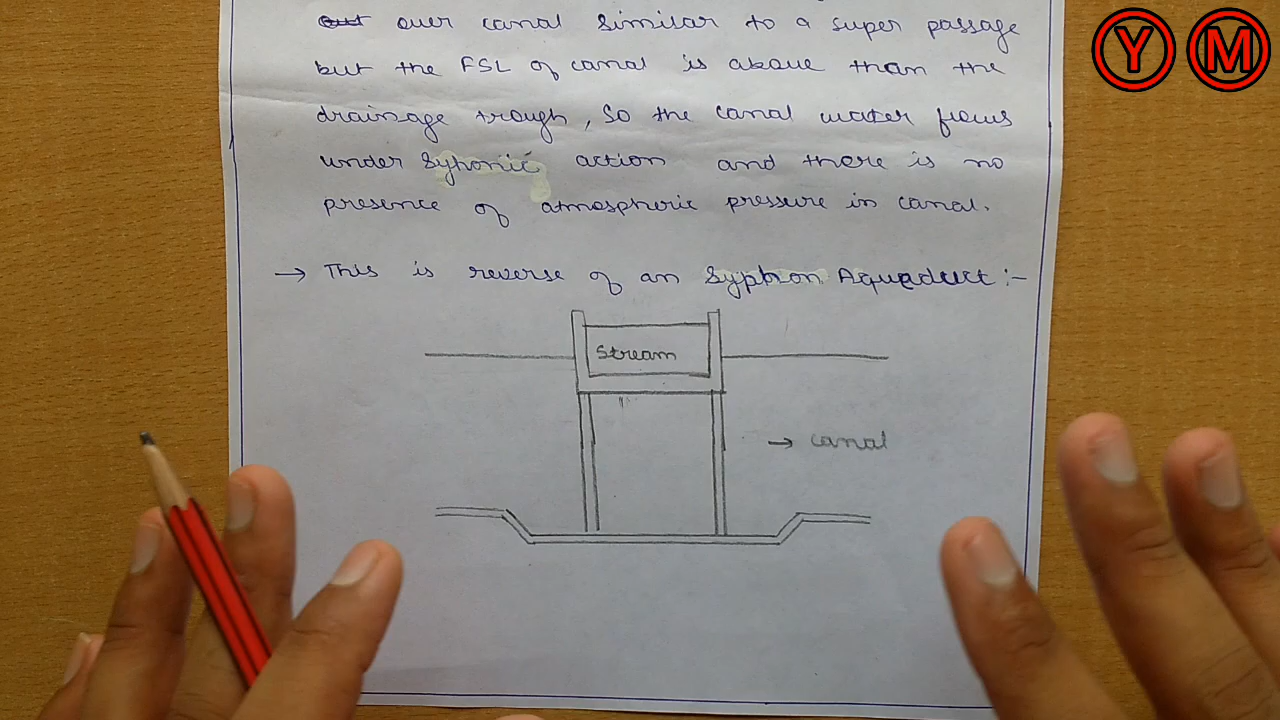 over canal similar to a super passage
but the FSL of canal is above than the
drainage trough, so the canal water flows
under Syphonic action and there is no
presence of atmospheric pressure in canal.
→ This is reverse of an Syphon Aqueduct :-
Stream
→ canal
Y M